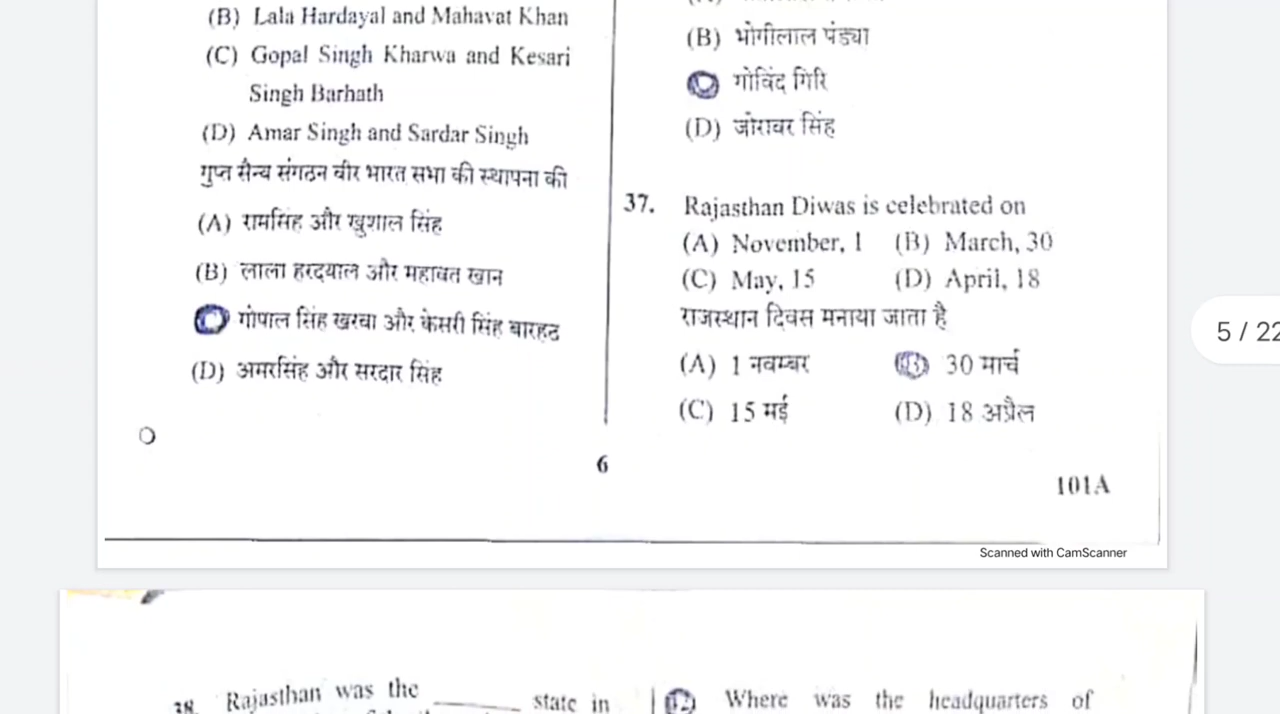 (B) Lala Hardayal and Mahavat Khan
(C) Gopal Singh Kharwa and Kesari
Singh Barhath
(D) Amar Singh and Sardar Singh
गुप्त सैन्य संगठन वीर भारत सभा की स्थापना की
(A) रामसिंह और खुशाल सिंह
(B) लाला हरदयाल और महावत खान
गोपाल सिंह खरवा और केसरी सिंह बारहठ
(D) अमरसिंह और सरदार सिंह
(B) भोगीलाल पंड्या
गोविंद गिरि
(D) जोरावर सिंह
37. Rajasthan Diwas is celebrated on
(A) November, 1 (B) March, 30
(C) May, 15 (D) April, 18
राजस्थान दिवस मनाया जाता है
(A) 1 नवम्बर (B) 30 मार्च
(C) 15 मई (D) 18 अप्रैल
6
101A
Scanned with CamScanner
5 / 22
38. Rajasthan was the ______ state in
Where was the headquarters of